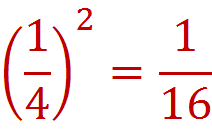 (1/4)² = 1/16